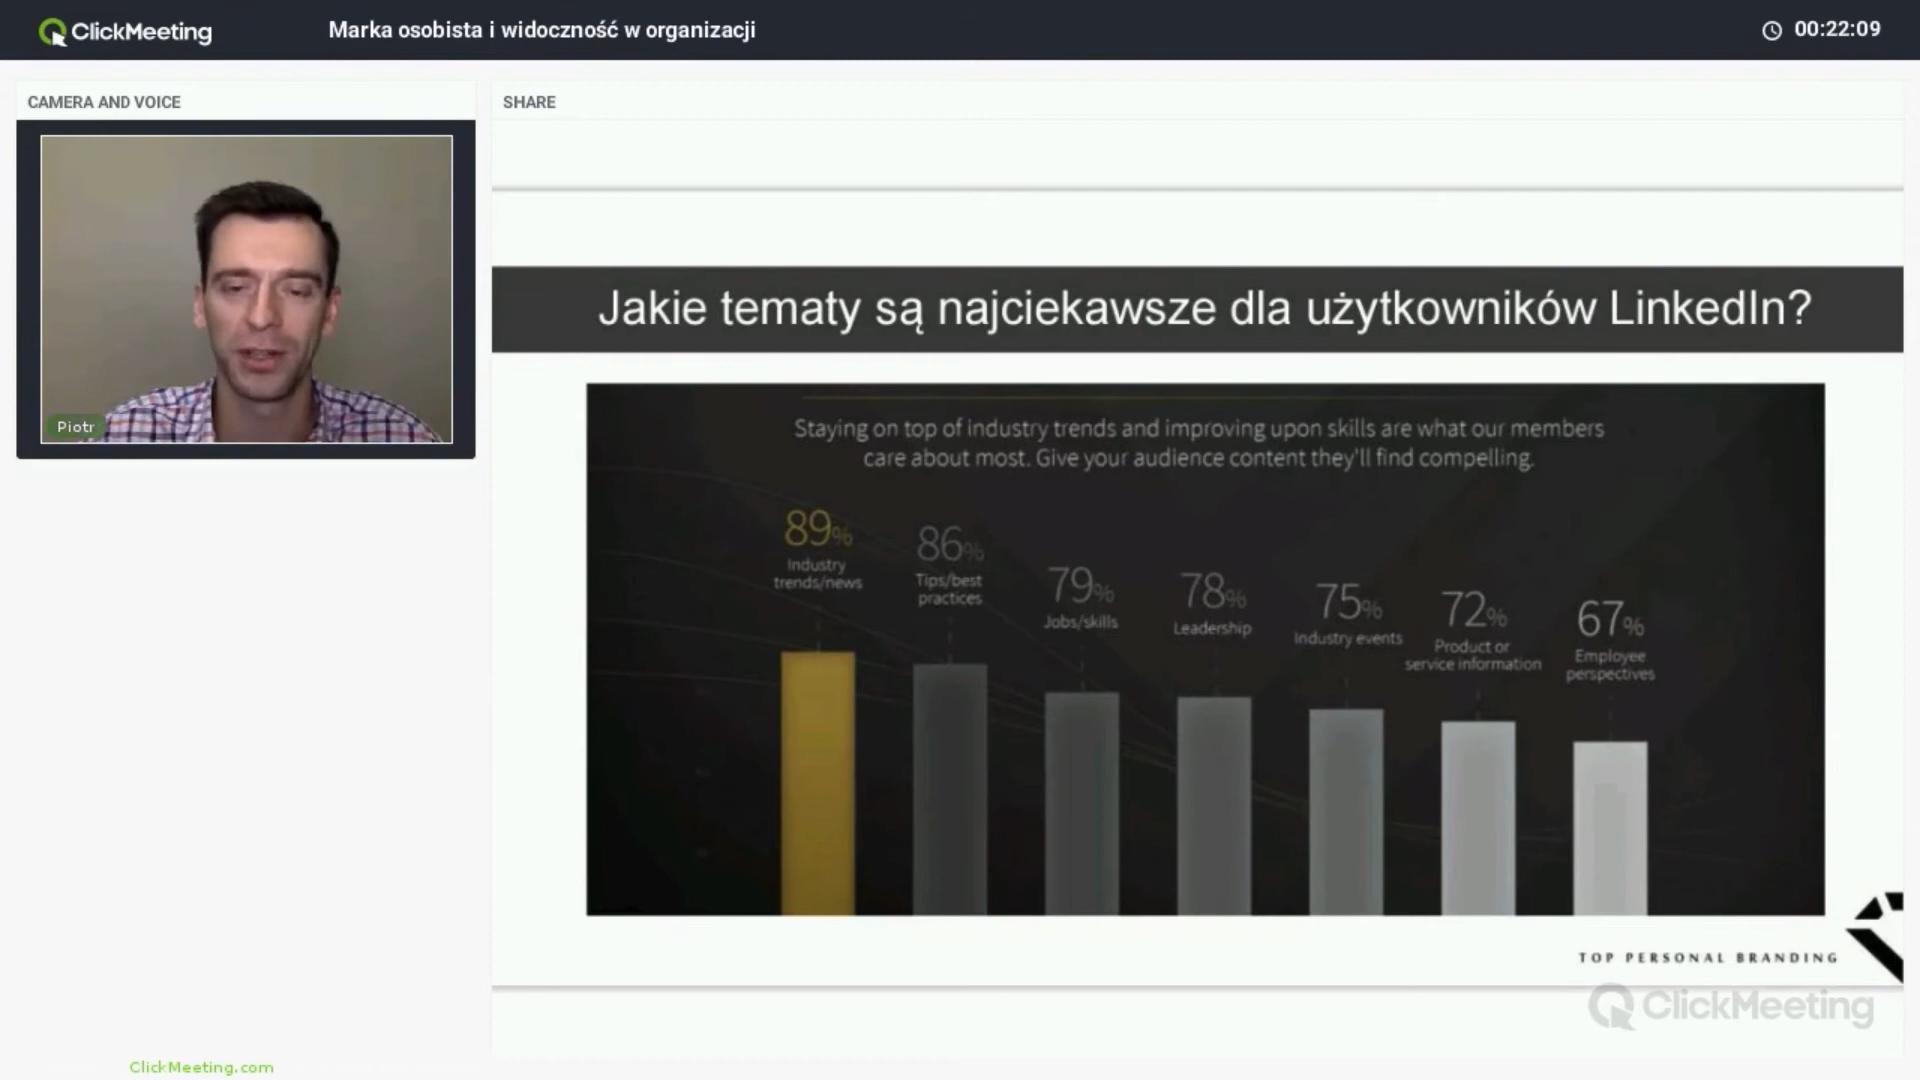 ClickMeeting
Marka osobista i widoczność w organizacji
00:22:09
CAMERA AND VOICE
SHARE
Piotr
Jakie tematy są najciekawsze dla użytkowników LinkedIn?
Staying on top of industry trends and improving upon skills are what our members
care about most. Give your audience content they'll find compelling.
89%
Industry
trends/news
86%
Tips/best
practices
79%
Jobs/skills
78%
Leadership
75%
Industry events
72%
Product or
service information
67%
Employee
perspectives
TOP PERSONAL BRANDING
ClickMeeting
ClickMeeting.com